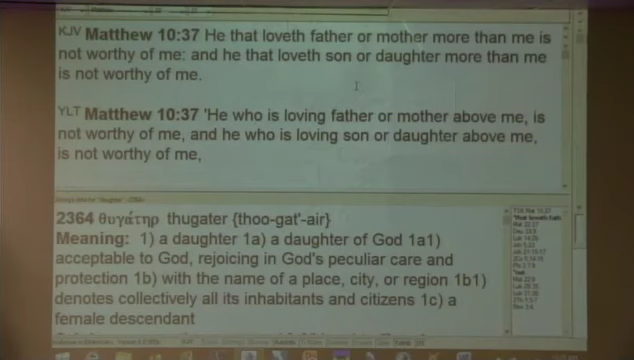 KJV Matthew 10:37 He that loveth father or mother more than me is
not worthy of me: and he that loveth son or daughter more than me
is not worthy of me.
YLT Matthew 10:37 'He who is loving father or mother above me, is
not worthy of me, and he who is loving son or daughter above me,
is not worthy of me,
2364 θυγάτηρ thugater {thoo-gat'-air}
Meaning: 1) a daughter 1a) a daughter of God 1a1)
acceptable to God, rejoicing in God's peculiar care and
protection 1b) with the name of a place, city, or region 1b1)
denotes collectively all its inhabitants and citizens 1c) a
female descendant